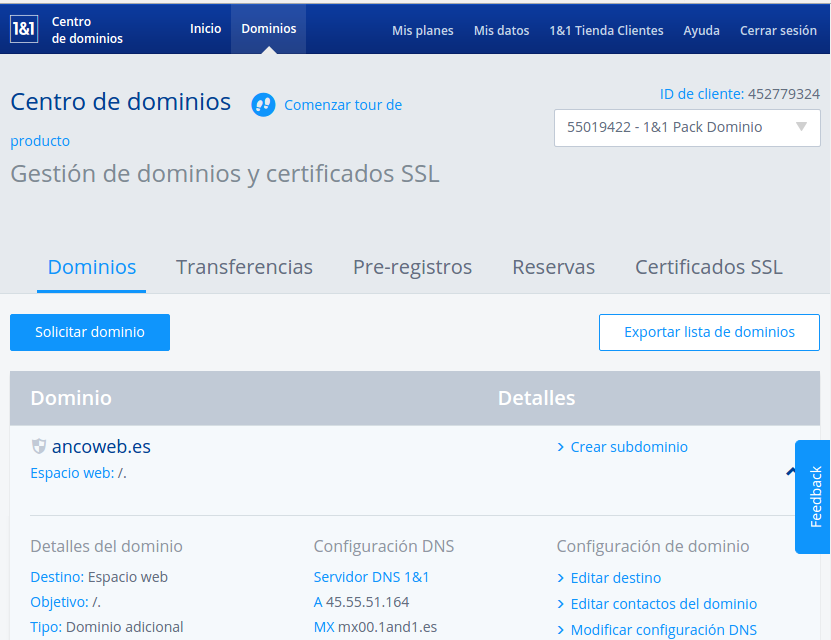 1&1
Centro
de dominios
Inicio
Dominios
Mis planes
Mis datos
1&1 Tienda Clientes
Ayuda
Cerrar sesión
Centro de dominios
Comenzar tour de
producto
ID de cliente: 452779324
55019422 - 1&1 Pack Dominio
Gestión de dominios y certificados SSL
Dominios
Transferencias
Pre-registros
Reservas
Certificados SSL
Solicitar dominio
Exportar lista de dominios
Dominio
Detalles
ancoweb.es
Espacio web: /.
> Crear subdominio
Feedback
Detalles del dominio
Destino: Espacio web
Objetivo: /.
Tipo: Dominio adicional
Configuración DNS
Servidor DNS 1&1
A 45.55.51.164
MX mx00.1and1.es
Configuración de dominio
> Editar destino
> Editar contactos del dominio
> Modificar configuración DNS